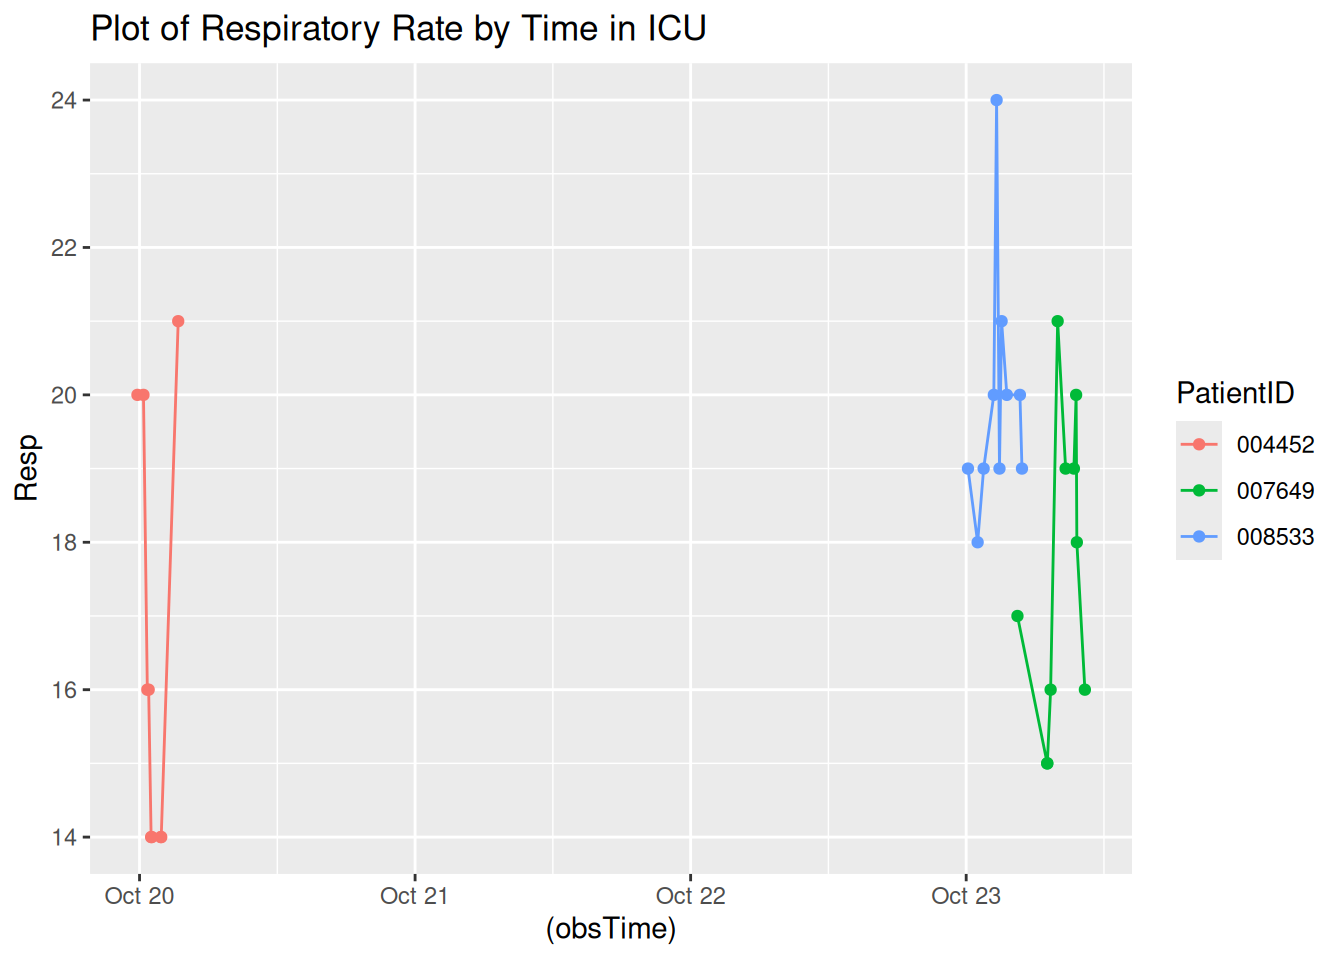 Plot of Respiratory Rate by Time in ICU
24
22
20
18
16
14
Resp
Oct 20
Oct 21
Oct 22
Oct 23
(obsTime)
PatientID
004452
007649
008533